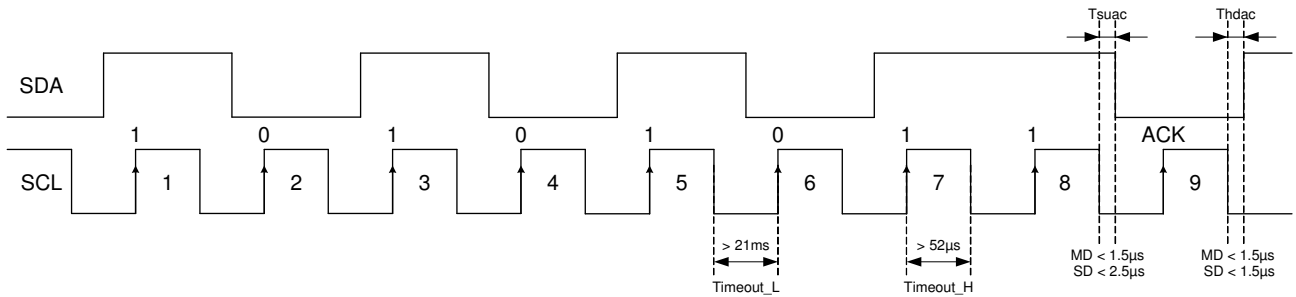 Tsuac Thdac
SDA
1 0 1 0 1 0 1 1 ACK
SCL 1 2 3 4 5 6 7 8 9
> 21ms > 52µs MD < 1.5µs MD < 1.5µs
SD < 2.5µs SD < 1.5µs
Timeout_L Timeout_H